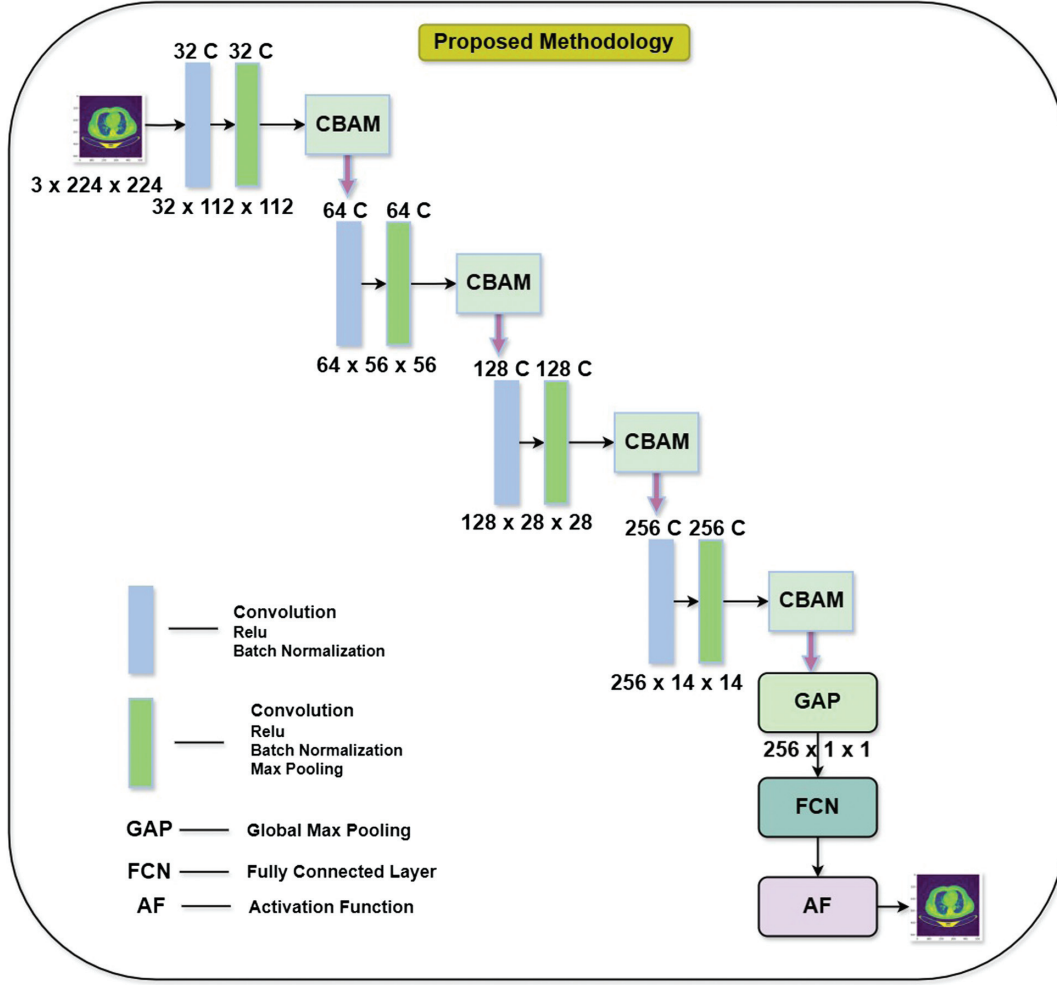 Proposed Methodology
32 C 32 C
CBAM
3 x 224 x 224
32 x 112 x 112
64 C 64 C
CBAM
64 x 56 x 56
128 C 128 C
CBAM
128 x 28 x 28
256 C 256 C
CBAM
256 x 14 x 14
GAP
256 x 1 x 1
FCN
AF
Convolution
Relu
Batch Normalization
Convolution
Relu
Batch Normalization
Max Pooling
GAP Global Max Pooling
FCN Fully Connected Layer
AF Activation Function